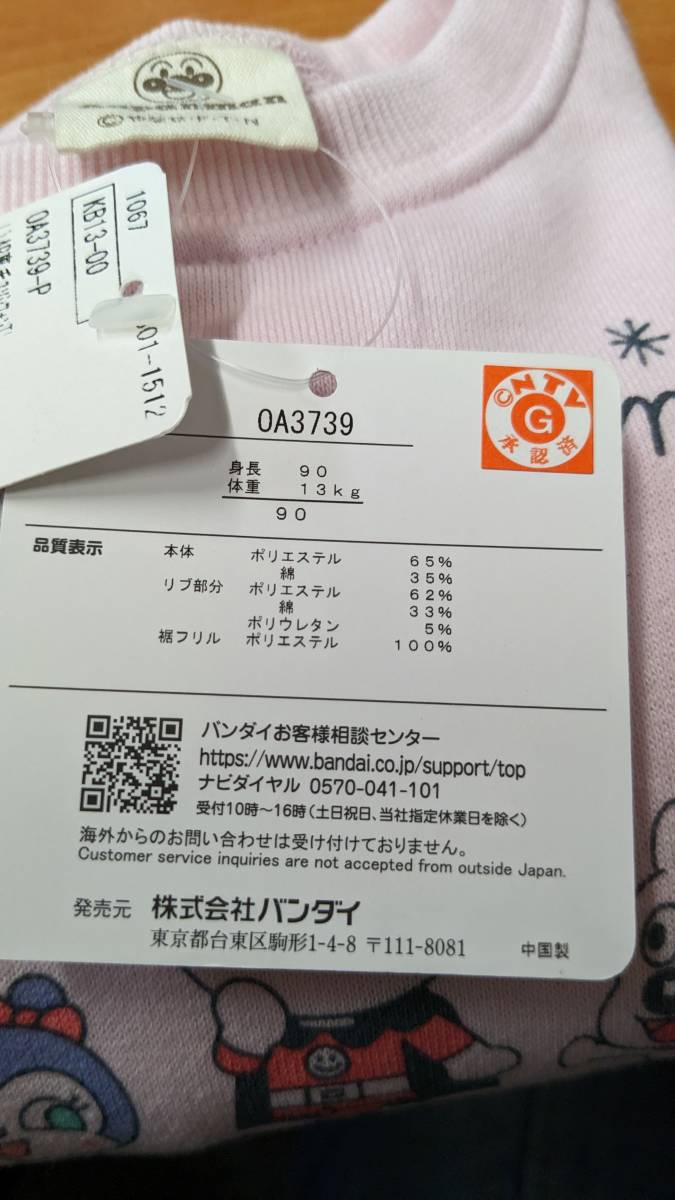 1067
KB13-00
OA3739-P
01-1512
OA3739
©NTV
G
承認済
身長 90
体重 13kg
90
品質表示 本体 ポリエステル 65%
綿 35%
リブ部分 ポリエステル 62%
綿 33%
ポリウレタン 5%
裾フリル ポリエステル 100%
バンダイお客様相談センター
https://www.bandai.co.jp/support/top
ナビダイヤル 0570-041-101
受付10時～16時(土日祝日、当社指定休業日を除く)
海外からのお問い合わせは受け付けておりません。
Customer service inquiries are not accepted from outside Japan.
発売元 株式会社バンダイ
東京都台東区駒形1-4-8 〒111-8081 中国製